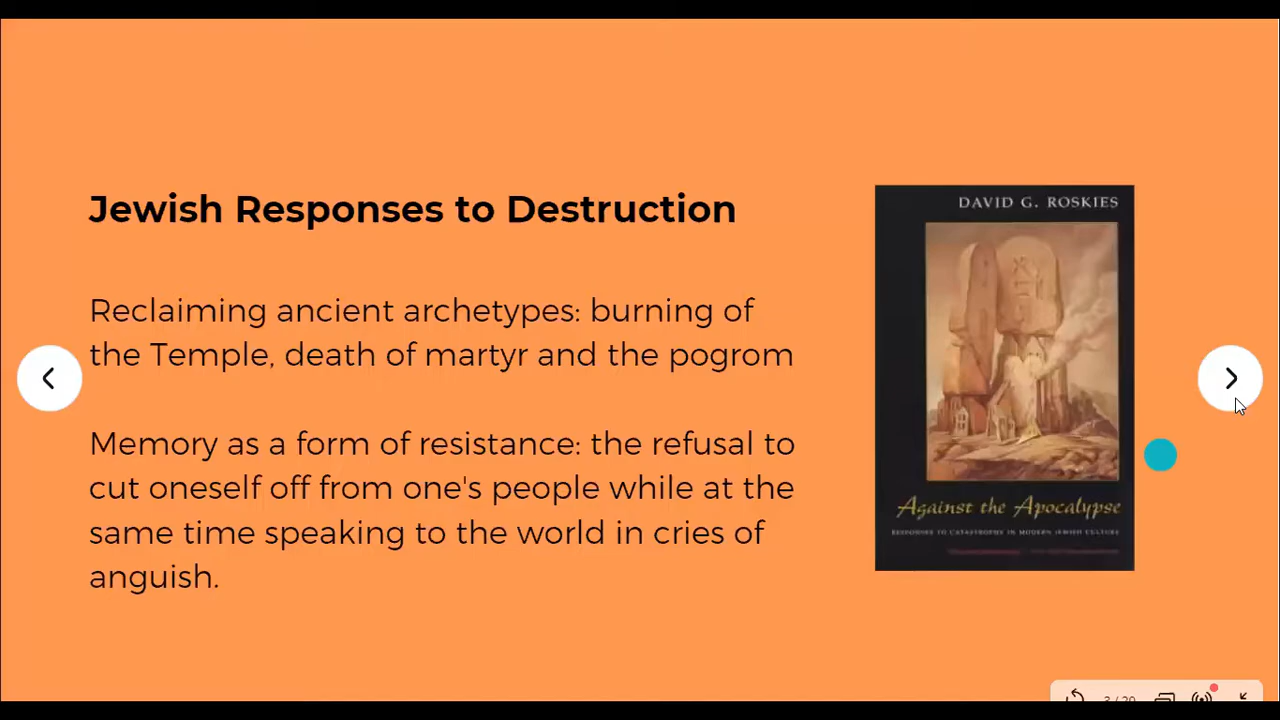 Jewish Responses to Destruction
Reclaiming ancient archetypes: burning of
the Temple, death of martyr and the pogrom
Memory as a form of resistance: the refusal to
cut oneself off from one's people while at the
same time speaking to the world in cries of
anguish.
DAVID G. ROSKIES
Against the Apocalypse
RESPONSES TO CATASTROPHE IN MODERN JEWISH CULTURE